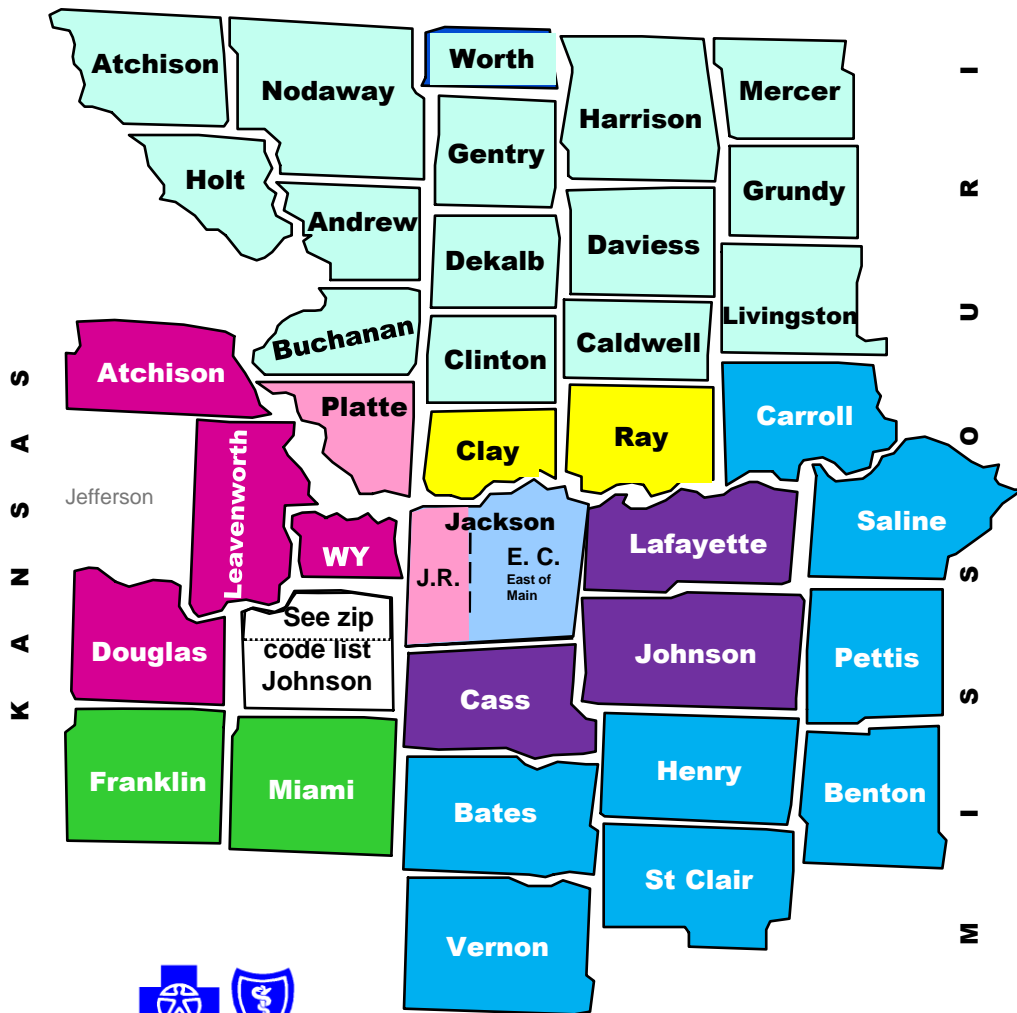 Atchison
Nodaway
Worth
Harrison
Mercer
Gentry
Holt
Grundy
Andrew
Daviess
Dekalb
Buchanan
Clinton
Caldwell
Livingston
Atchison
Platte
Clay
Ray
Carroll
Leavenworth
Jefferson
WY
Jackson
J.R.
E. C.
East of
Main
Lafayette
Saline
Douglas
See zip
code list
Johnson
Cass
Johnson
Pettis
Franklin
Miami
Bates
Henry
Benton
St Clair
Vernon
KANSAS
MISSOURI